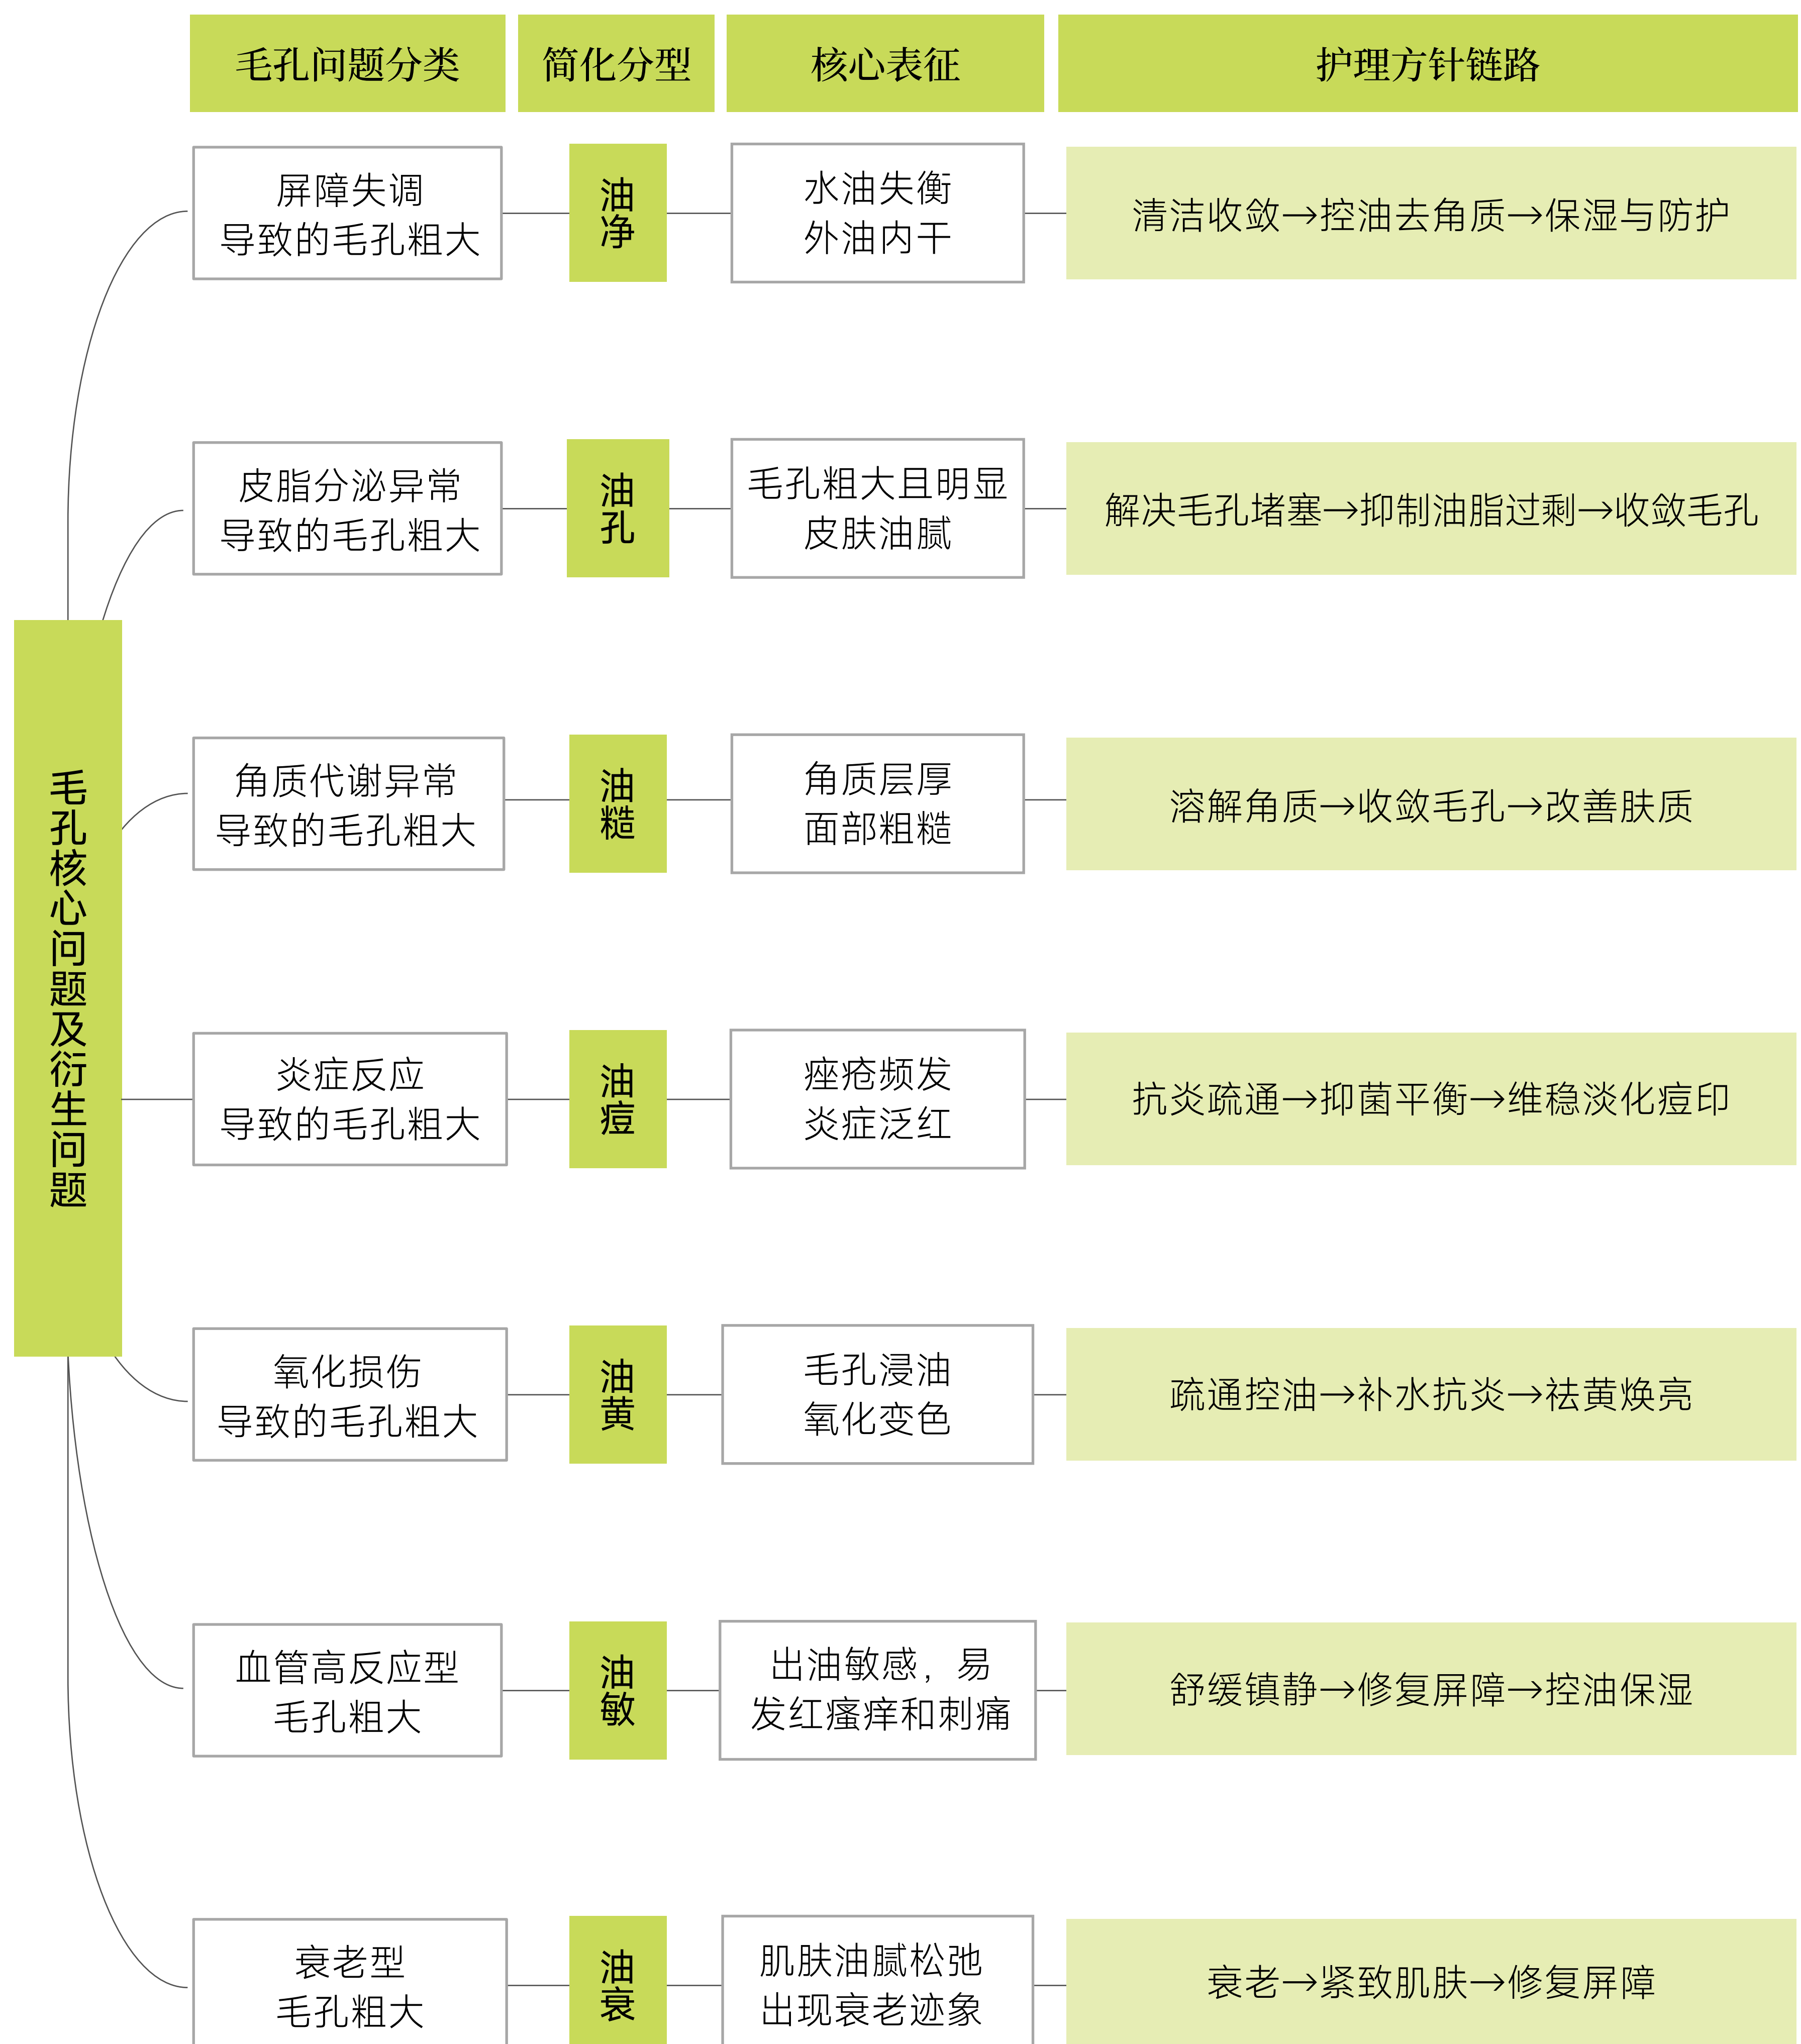 毛孔问题分类
简化分型
核心表征
护理方针链路
毛孔核心问题及衍生问题
屏障失调
导致的毛孔粗大
油净
水油失衡
外油内干
清洁收敛→控油去角质→保湿与防护
皮脂分泌异常
导致的毛孔粗大
油孔
毛孔粗大且明显
皮肤油腻
解决毛孔堵塞→抑制油脂过剩→收敛毛孔
角质代谢异常
导致的毛孔粗大
油糙
角质层厚
面部粗糙
溶解角质→收敛毛孔→改善肤质
炎症反应
导致的毛孔粗大
油痘
痤疮频发
炎症泛红
抗炎疏通→抑菌平衡→维稳淡化痘印
氧化损伤
导致的毛孔粗大
油黄
毛孔浸油
氧化变色
疏通控油→补水抗炎→祛黄焕亮
血管高反应型
毛孔粗大
油敏
出油敏感，易
发红瘙痒和刺痛
舒缓镇静→修复屏障→控油保湿
衰老型
毛孔粗大
油衰
肌肤油腻松弛
出现衰老迹象
衰老→紧致肌肤→修复屏障